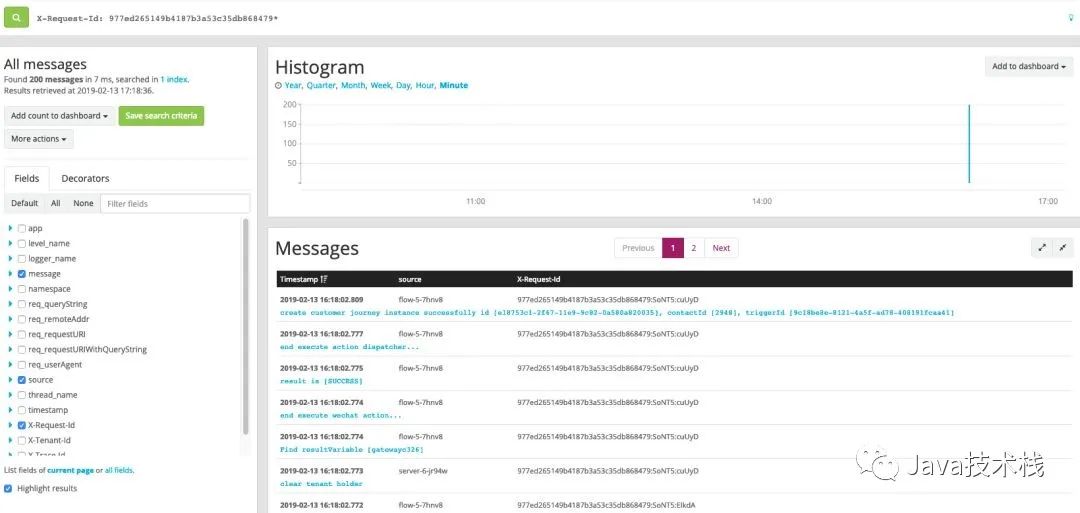 X-Request-Id: 977ed265149b4187b3a53c35db868479*
All messages
Found 200 messages in 7 ms, searched in 1 index.
Results retrieved at 2019-02-13 17:18:36.
Add count to dashboard
Save search criteria
More actions
Fields Decorators
Default All None Filter fields
app
level_name
logger_name
message
namespace
req_queryString
req_remoteAddr
req_requestURI
req_requestURIWithQueryString
req_userAgent
source
thread_name
timestamp
X-Request-Id
X-Tenant-Id
X-Trace-Id
List fields of current page or all fields.
Highlight results
Histogram
Add to dashboard
Year, Quarter, Month, Week, Day, Hour, Minute
200
150
100
50
11:00 14:00 17:00
Messages
Previous 1 2 Next
Timestamp source X-Request-Id
2019-02-13 16:18:02.809 flow-5-7hnv8 977ed265149b4187b3a53c35db868479:SoNT5:cuUyD
create customer journey instance successfully id [e18753c1-2f67-11e9-9c82-0a580a820035], contactId [2948], triggerId [9c18be8e-8121-4a5f-ad78-408191fcaa41]
2019-02-13 16:18:02.777 flow-5-7hnv8 977ed265149b4187b3a53c35db868479:SoNT5:cuUyD
end execute action dispatcher...
2019-02-13 16:18:02.775 flow-5-7hnv8 977ed265149b4187b3a53c35db868479:SoNT5:cuUyD
result is [SUCCESS]
2019-02-13 16:18:02.774 flow-5-7hnv8 977ed265149b4187b3a53c35db868479:SoNT5:cuUyD
end execute wechat action...
2019-02-13 16:18:02.774 flow-5-7hnv8 977ed265149b4187b3a53c35db868479:SoNT5:cuUyD
Find resultVariable [gatewayc326]
2019-02-13 16:18:02.773 server-6-jr94w 977ed265149b4187b3a53c35db868479:SoNT5:cuUyD
clear tenant holder
2019-02-13 16:18:02.772 flow-5-7hnv8 977ed265149b4187b3a53c35db868479:ElkdA
Java技术栈